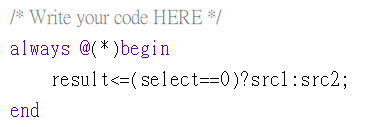 /* Write your code HERE */
always @(*)begin
    result<=(select==0)?src1:src2;
end